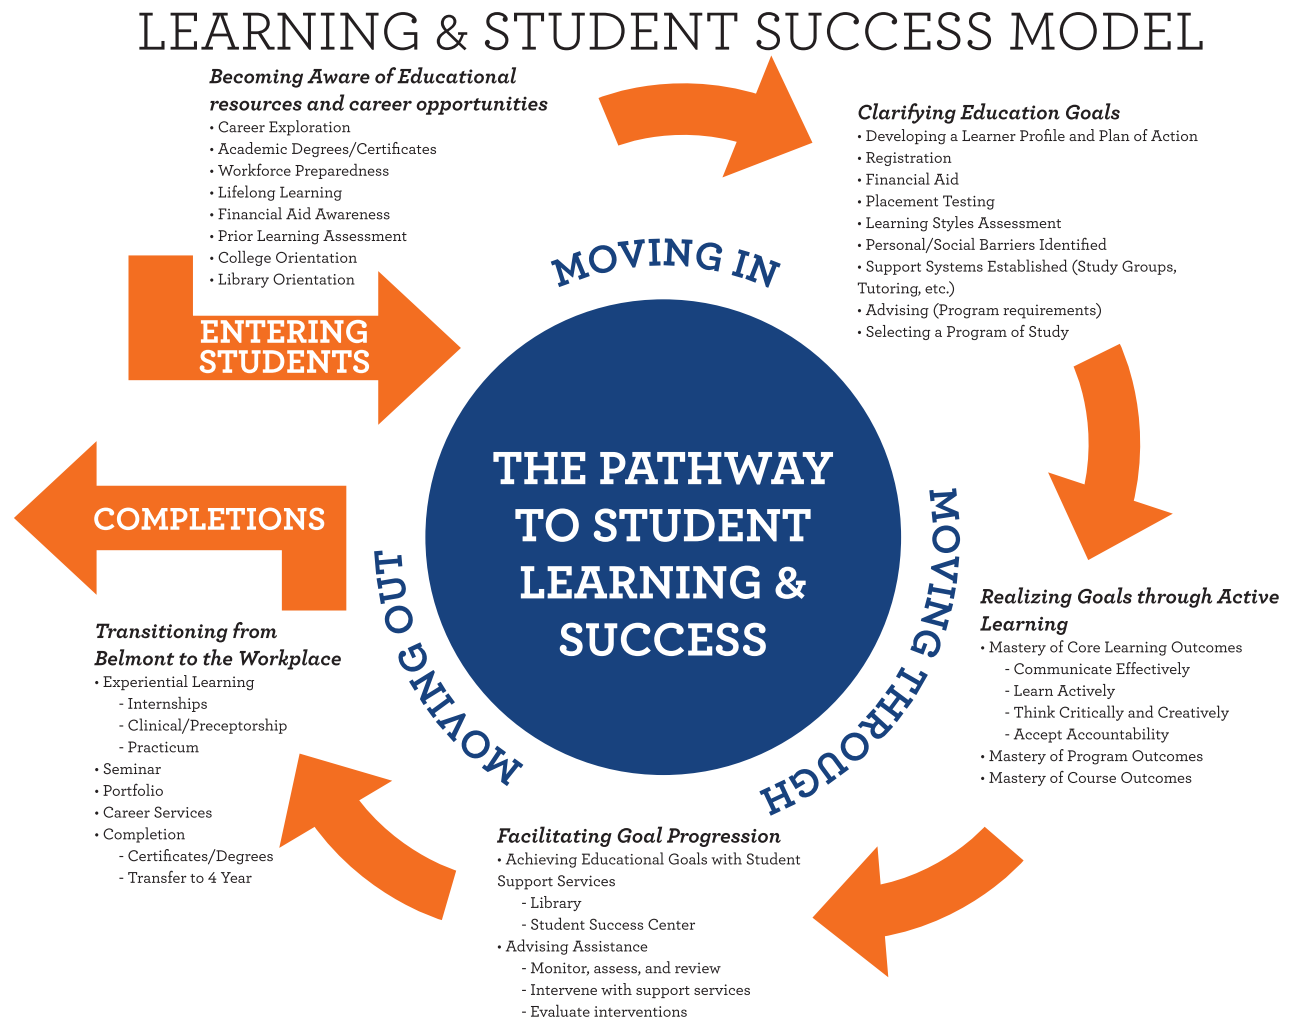 LEARNING & STUDENT SUCCESS MODEL
Becoming Aware of Educational
resources and career opportunities
• Career Exploration
• Academic Degrees/Certificates
• Workforce Preparedness
• Lifelong Learning
• Financial Aid Awareness
• Prior Learning Assessment
• College Orientation
• Library Orientation
ENTERING
STUDENTS
MOVING IN
Clarifying Education Goals
• Developing a Learner Profile and Plan of Action
• Registration
• Financial Aid
• Placement Testing
• Learning Styles Assessment
• Personal/Social Barriers Identified
• Support Systems Established (Study Groups,
Tutoring, etc.)
• Advising (Program requirements)
• Selecting a Program of Study
THE PATHWAY
TO STUDENT
LEARNING &
SUCCESS
MOVING THROUGH
Realizing Goals through Active
Learning
• Mastery of Core Learning Outcomes
- Communicate Effectively
- Learn Actively
- Think Critically and Creatively
- Accept Accountability
• Mastery of Program Outcomes
• Mastery of Course Outcomes
Facilitating Goal Progression
• Achieving Educational Goals with Student
Support Services
- Library
- Student Success Center
• Advising Assistance
- Monitor, assess, and review
- Intervene with support services
- Evaluate interventions
MOVING OUT
COMPLETIONS
Transitioning from
Belmont to the Workplace
• Experiential Learning
- Internships
- Clinical/Preceptorship
- Practicum
• Seminar
• Portfolio
• Career Services
• Completion
- Certificates/Degrees
- Transfer to 4 Year